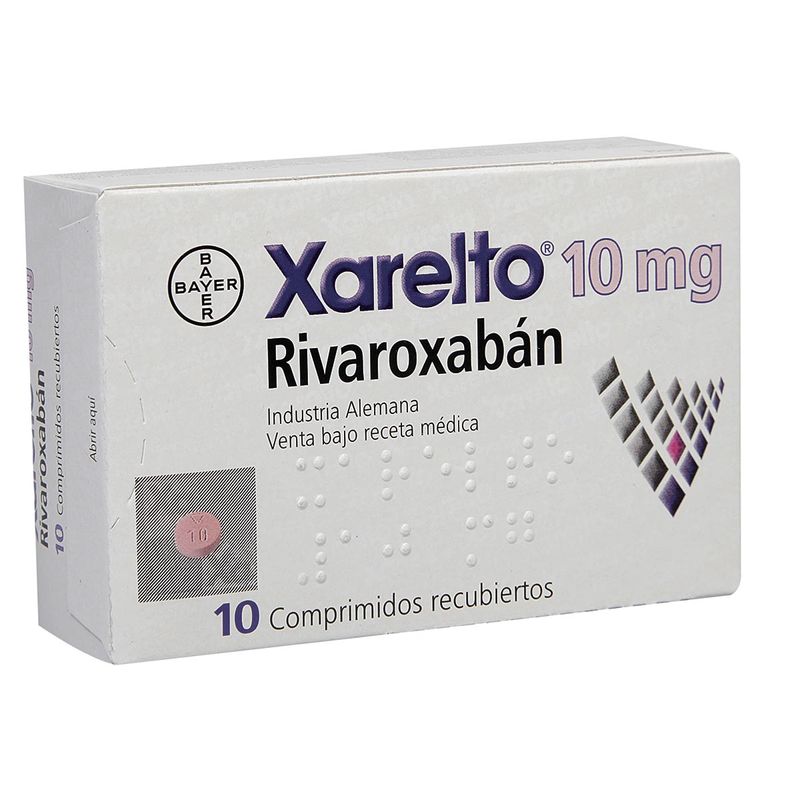 BAYER
BAYER
Xarelto® 10 mg
Rivaroxabán
Industria Alemana
Venta bajo receta médica
10
10 Comprimidos recubiertos
Rivaroxabán
10 Comprimidos recubiertos
Abrir aquí